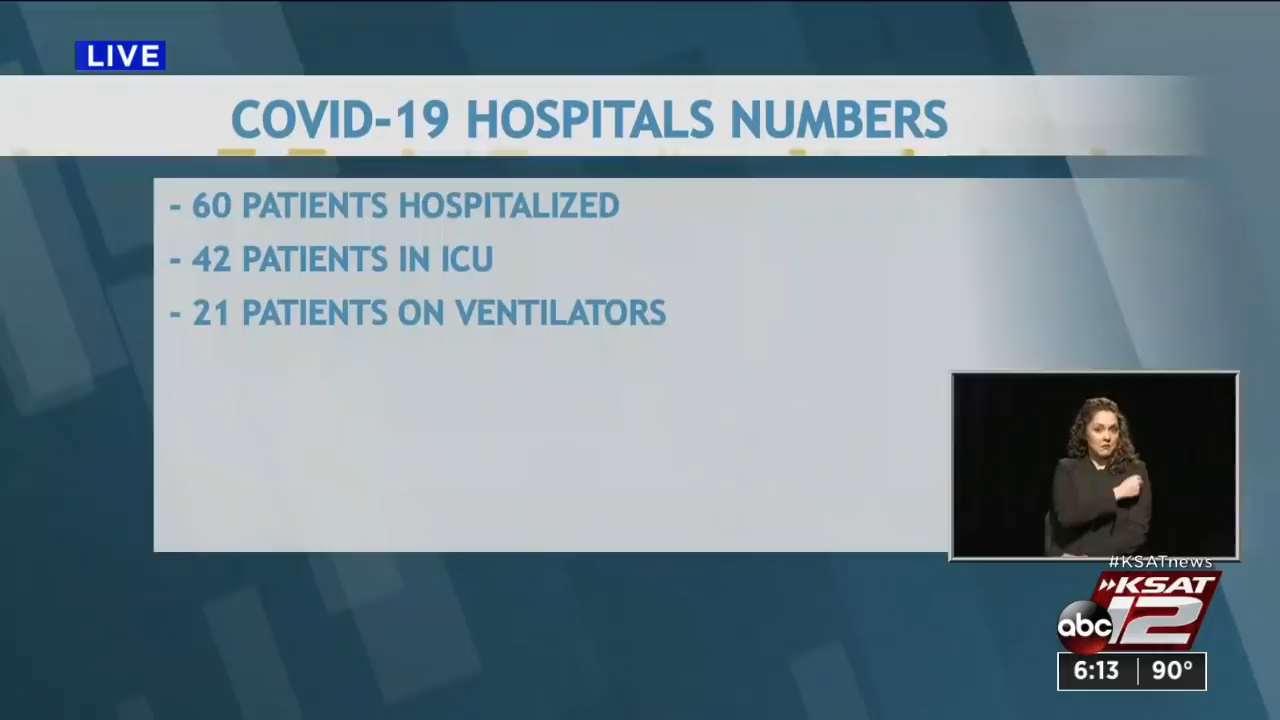 LIVE
COVID-19 HOSPITALS NUMBERS
- 60 PATIENTS HOSPITALIZED
- 42 PATIENTS IN ICU
- 21 PATIENTS ON VENTILATORS
#KSATnews
KSAT
abc 12
6:13 90°